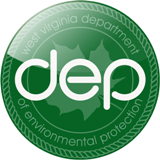 west virginia department
dep
of environmental protection